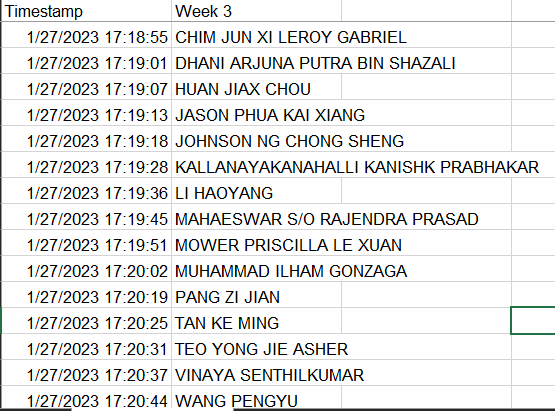 Timestamp Week 3
1/27/2023 17:18:55 CHIM JUN XI LEROY GABRIEL
1/27/2023 17:19:01 DHANI ARJUNA PUTRA BIN SHAZALI
1/27/2023 17:19:07 HUAN JIAX CHOU
1/27/2023 17:19:13 JASON PHUA KAI XIANG
1/27/2023 17:19:18 JOHNSON NG CHONG SHENG
1/27/2023 17:19:28 KALLANAYAKANAHALLI KANISHK PRABHAKAR
1/27/2023 17:19:36 LI HAOYANG
1/27/2023 17:19:45 MAHAESWAR S/O RAJENDRA PRASAD
1/27/2023 17:19:51 MOWER PRISCILLA LE XUAN
1/27/2023 17:20:02 MUHAMMAD ILHAM GONZAGA
1/27/2023 17:20:19 PANG ZI JIAN
1/27/2023 17:20:25 TAN KE MING
1/27/2023 17:20:31 TEO YONG JIE ASHER
1/27/2023 17:20:37 VINAYA SENTHILKUMAR
1/27/2023 17:20:44 WANG PENGYU